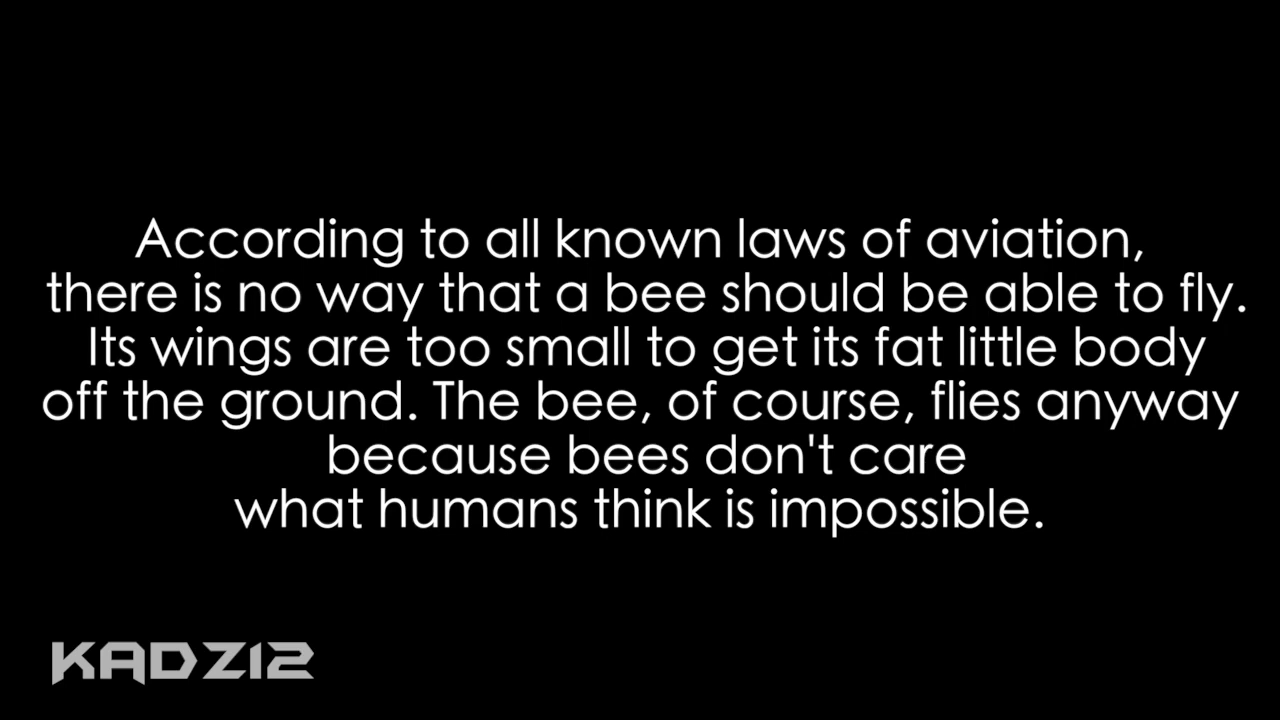 According to all known laws of aviation,
there is no way that a bee should be able to fly.
Its wings are too small to get its fat little body
off the ground. The bee, of course, flies anyway
because bees don't care
what humans think is impossible.
KADZ12